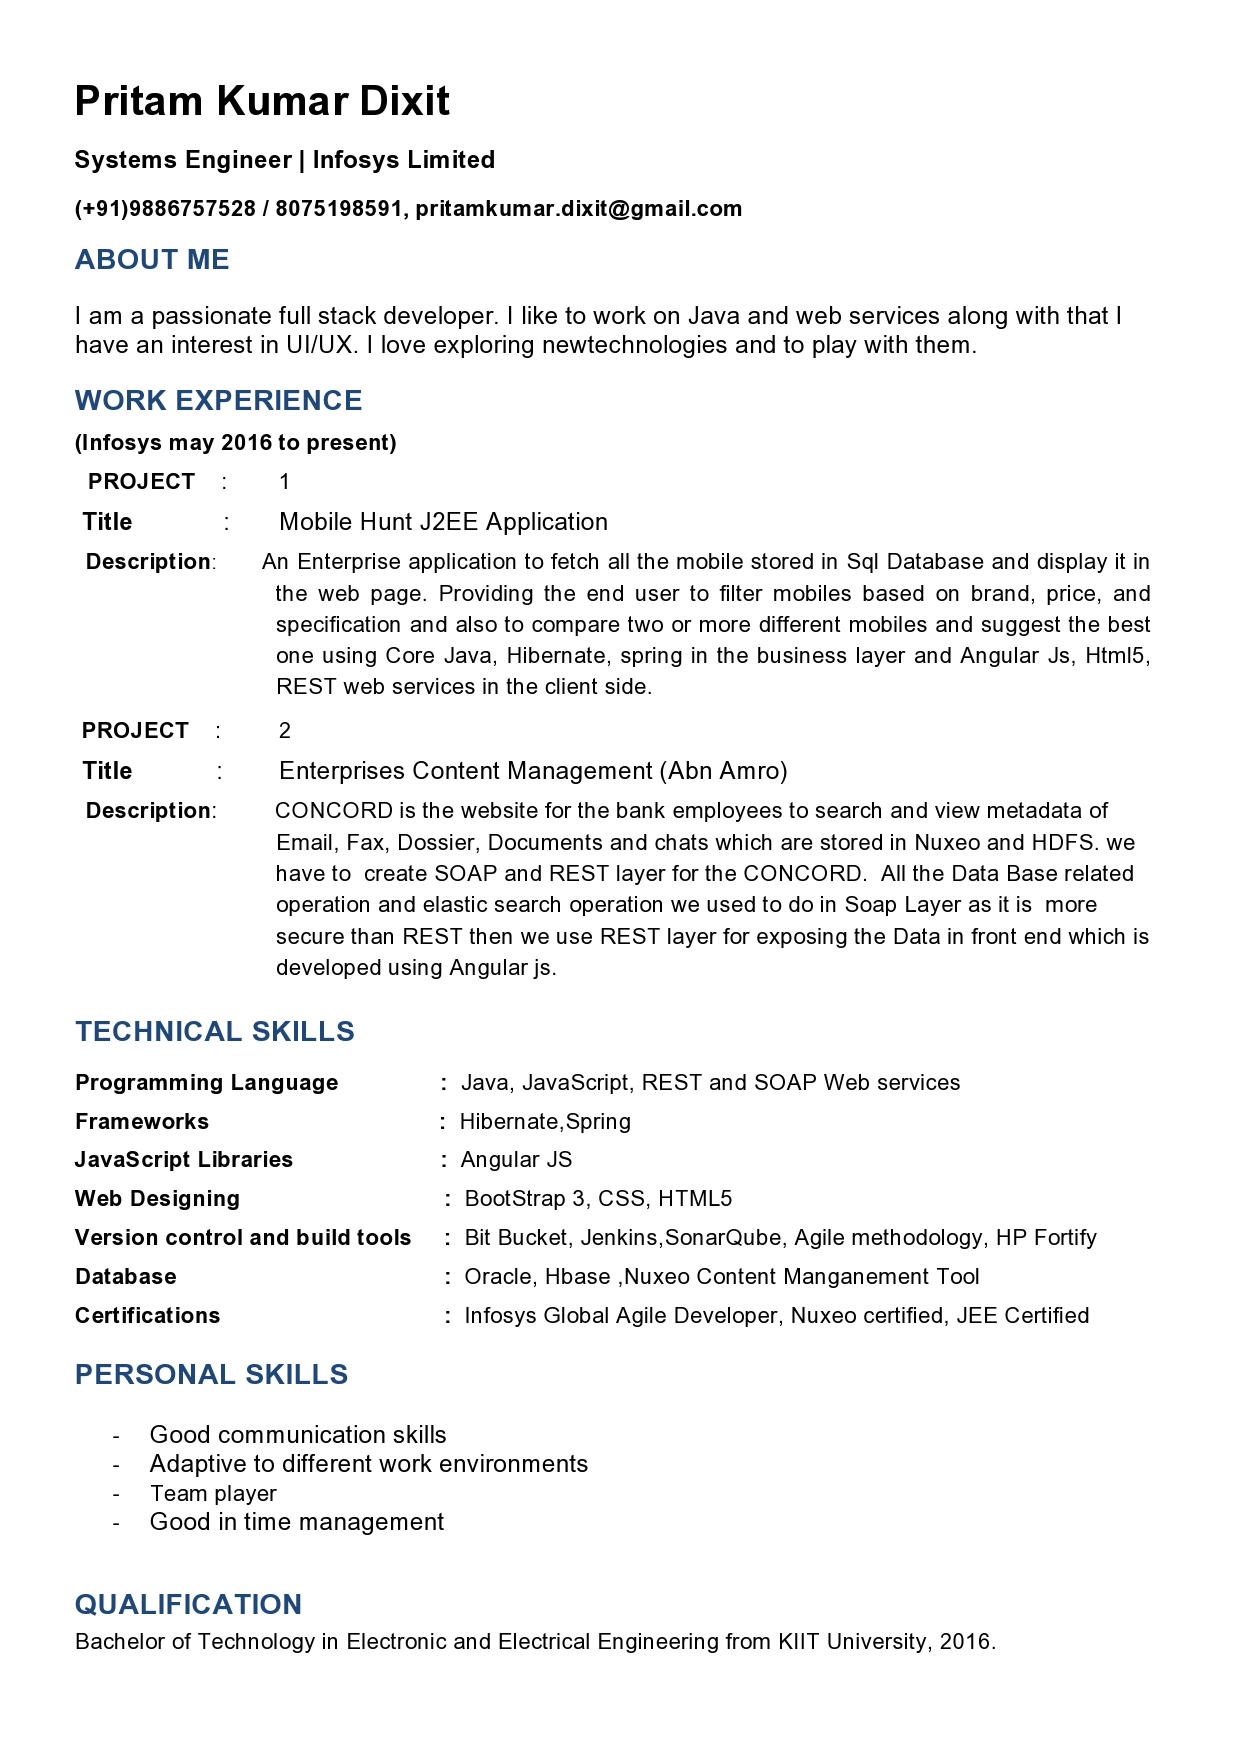 Pritam Kumar Dixit
Systems Engineer | Infosys Limited
(+91)9886757528 / 8075198591, pritamkumar.dixit@gmail.com
ABOUT ME
I am a passionate full stack developer. I like to work on Java and web services along with that I
have an interest in UI/UX. I love exploring newtechnologies and to play with them.
WORK EXPERIENCE
(Infosys may 2016 to present)
PROJECT : 1
Title : Mobile Hunt J2EE Application
Description: An Enterprise application to fetch all the mobile stored in Sql Database and display it in
the web page. Providing the end user to filter mobiles based on brand, price, and
specification and also to compare two or more different mobiles and suggest the best
one using Core Java, Hibernate, spring in the business layer and Angular Js, Html5,
REST web services in the client side.
PROJECT : 2
Title : Enterprises Content Management (Abn Amro)
Description: CONCORD is the website for the bank employees to search and view metadata of
Email, Fax, Dossier, Documents and chats which are stored in Nuxeo and HDFS. we
have to create SOAP and REST layer for the CONCORD. All the Data Base related
operation and elastic search operation we used to do in Soap Layer as it is more
secure than REST then we use REST layer for exposing the Data in front end which is
developed using Angular js.
TECHNICAL SKILLS
Programming Language : Java, JavaScript, REST and SOAP Web services
Frameworks : Hibernate,Spring
JavaScript Libraries : Angular JS
Web Designing : BootStrap 3, CSS, HTML5
Version control and build tools : Bit Bucket, Jenkins,SonarQube, Agile methodology, HP Fortify
Database : Oracle, Hbase ,Nuxeo Content Manganement Tool
Certifications : Infosys Global Agile Developer, Nuxeo certified, JEE Certified
PERSONAL SKILLS
- Good communication skills
- Adaptive to different work environments
- Team player
- Good in time management
QUALIFICATION
Bachelor of Technology in Electronic and Electrical Engineering from KIIT University, 2016.